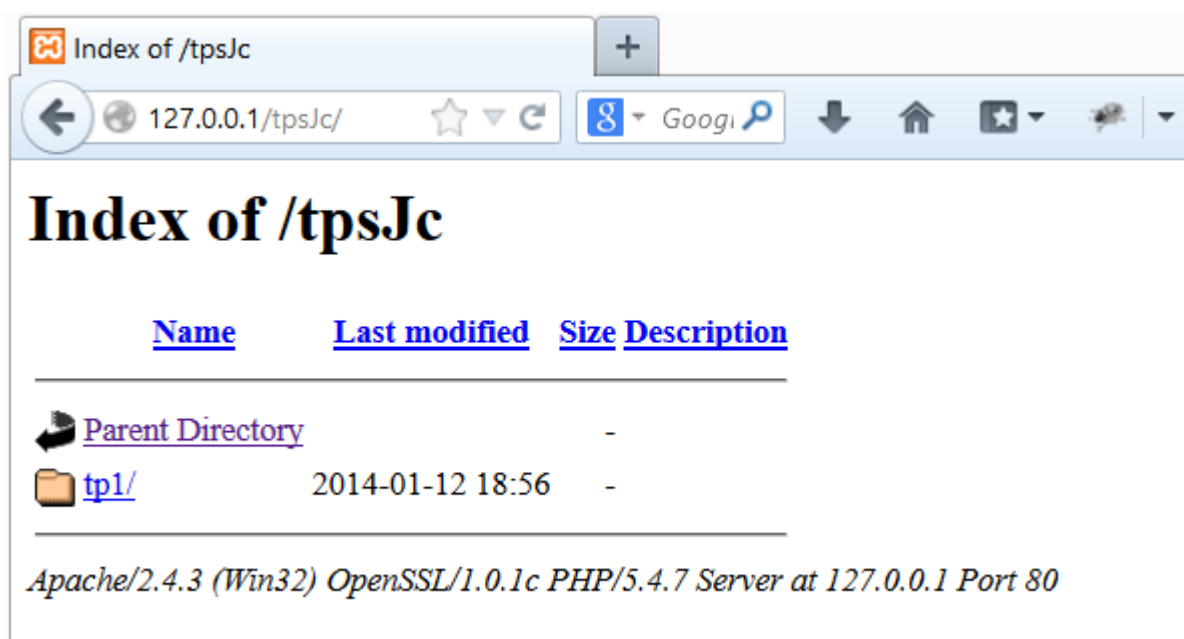 Index of /tpsJc
127.0.0.1/tpsJc/
Googl
Index of /tpsJc
Name Last modified Size Description
Parent Directory -
tp1/ 2014-01-12 18:56 -
Apache/2.4.3 (Win32) OpenSSL/1.0.1c PHP/5.4.7 Server at 127.0.0.1 Port 80